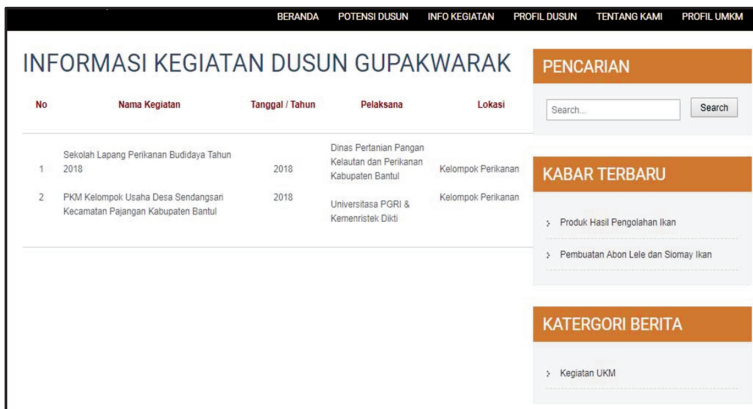 BERANDA POTENSI DUSUN INFO KEGIATAN PROFIL DUSUN TENTANG KAMI PROFIL UMKM
INFORMASI KEGIATAN DUSUN GUPAKWARAK
No Nama Kegiatan Tanggal / Tahun Pelaksana Lokasi
1 Sekolah Lapang Perikanan Budidaya Tahun
2018
2018
Dinas Pertanian Pangan
Kelautan dan Perikanan
Kabupaten Bantul
Kelompok Perikanan
2 PKM Kelompok Usaha Desa Sendangsari
Kecamatan Pajangan Kabupaten Bantul
2018
Universitasa PGRI &
Kemenristek Dikti
Kelompok Perikanan
PENCARIAN
Search... Search
KABAR TERBARU
Produk Hasil Pengolahan Ikan
Pembuatan Abon Lele dan Siomay Ikan
KATERGORI BERITA
Kegiatan UKM